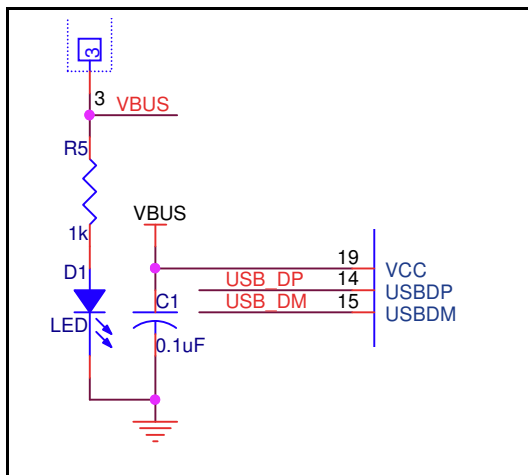 3
3
VBUS
R5
1k
VBUS
D1
LED
C1
0.1uF
19
VCC
USB_DP
14
USBDP
USB_DM
15
USBDM